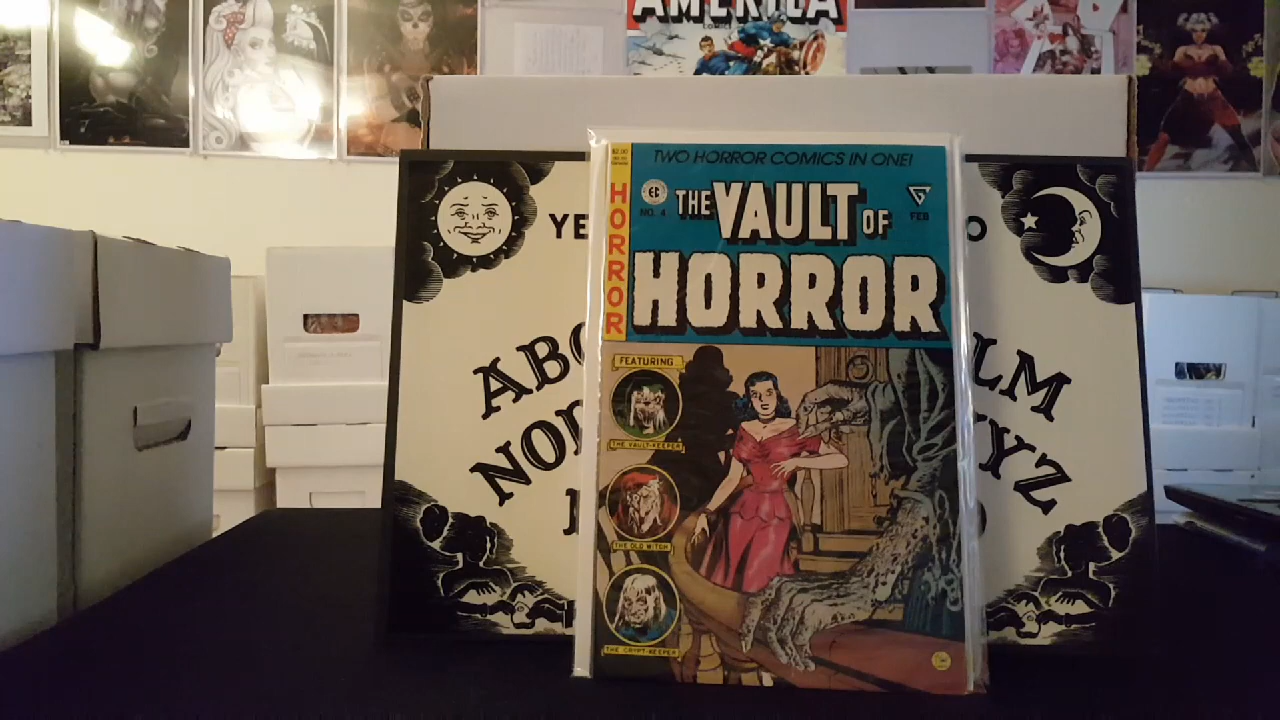 AMERICA
TWO HORROR COMICS IN ONE!
HORROR
EC
NO. 4
THE VAULT OF
HORROR
FEB
FEATURING
THE VAULT-KEEPER
THE OLD WITCH
THE CRYPT-KEEPER
YE
O
ABC
LM
NO
YZ